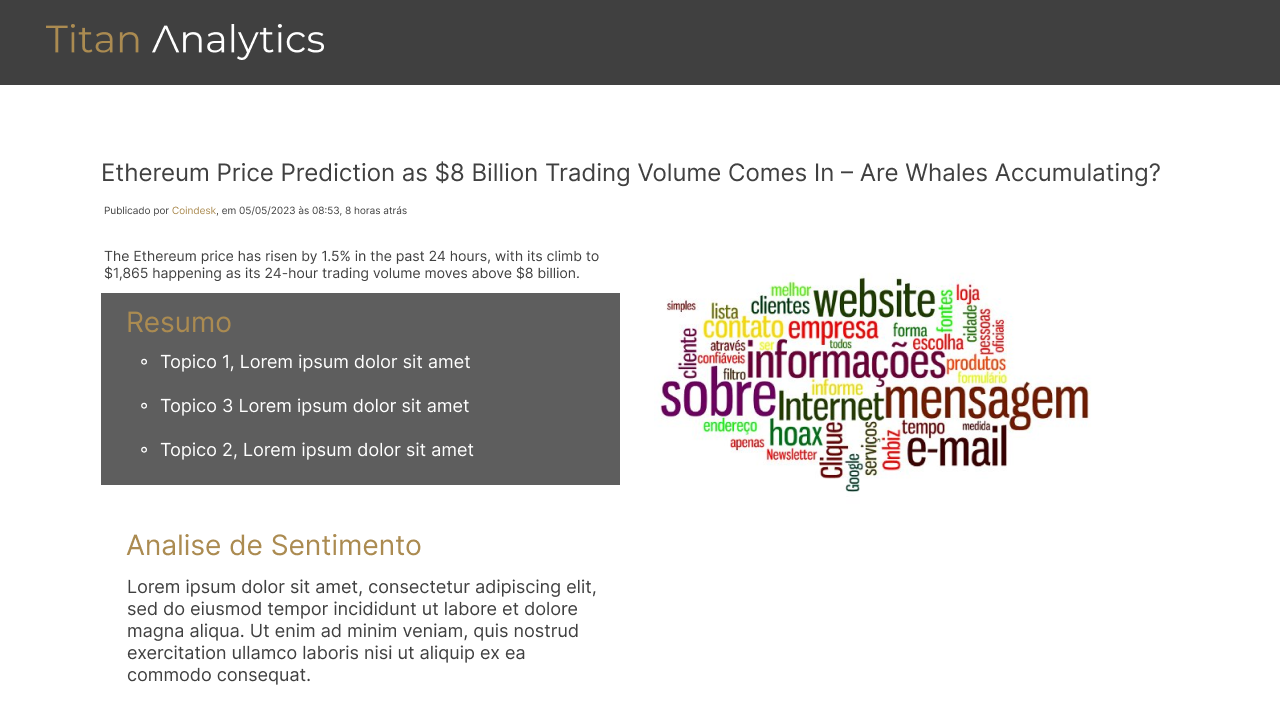 Titan Analytics
Ethereum Price Prediction as $8 Billion Trading Volume Comes In – Are Whales Accumulating?
Publicado por Coindesk, em 05/05/2023 às 08:53, 8 horas atrás
The Ethereum price has risen by 1.5% in the past 24 hours, with its climb to
$1,865 happening as its 24-hour trading volume moves above $8 billion.
Resumo
Topico 1, Lorem ipsum dolor sit amet
Topico 3 Lorem ipsum dolor sit amet
Topico 2, Lorem ipsum dolor sit amet
melhor
website
loja
simples
lista
clientes
fontes
cidade
pessoas
oficiais
contato
empresa
forma
escolha
cliente
através
ser
todos
confiáveis
informações
produtos
filtro
informe
formulário
sobre
Internet
mensagem
endereço
hoax
Clique
serviços
tempo
medida
apenas
Onbiz
e-mail
Newsletter
Google
Analise de Sentimento
Lorem ipsum dolor sit amet, consectetur adipiscing elit,
sed do eiusmod tempor incididunt ut labore et dolore
magna aliqua. Ut enim ad minim veniam, quis nostrud
exercitation ullamco laboris nisi ut aliquip ex ea
commodo consequat.